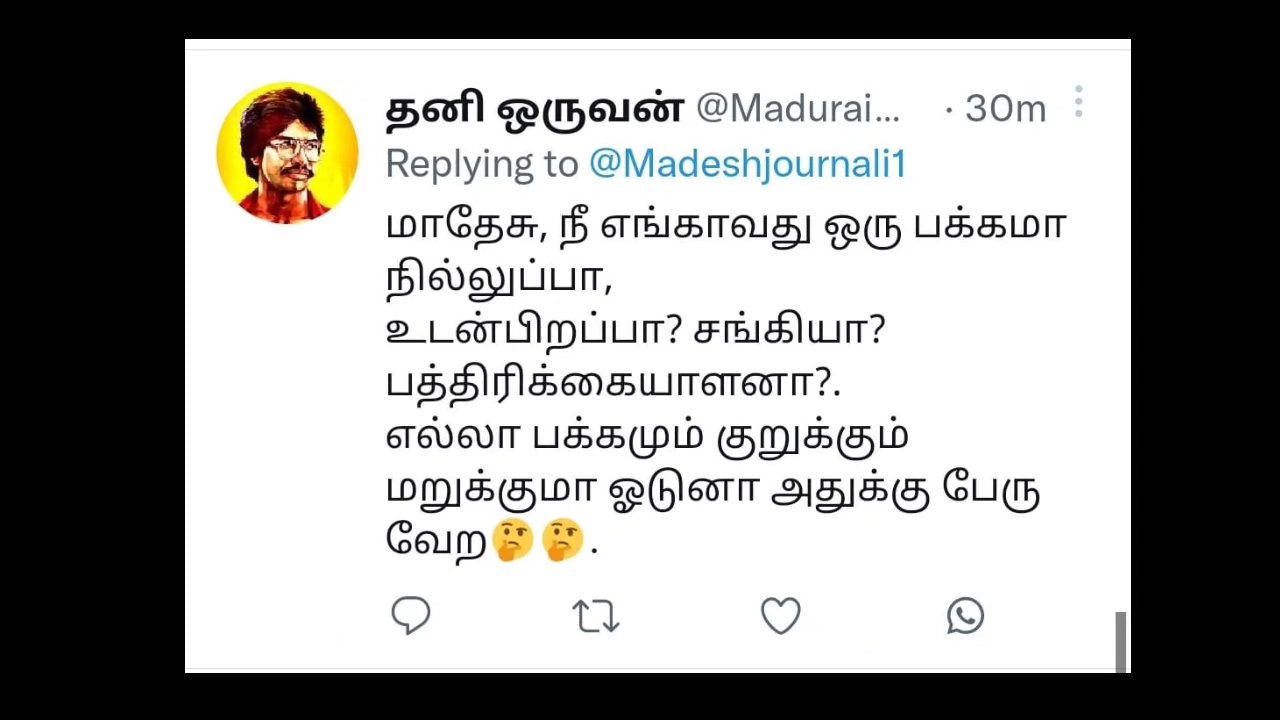 தனி ஒருவன் @Madurai... · 30m
Replying to @Madeshjournali1
மாதேசு, நீ எங்காவது ஒரு பக்கமா
நில்லுப்பா,
உடன்பிறப்பா? சங்கியா?
பத்திரிக்கையாளனா?.
எல்லா பக்கமும் குறுக்கும்
மறுக்குமா ஓடுனா அதுக்கு பேரு
வேற🤔🤔.